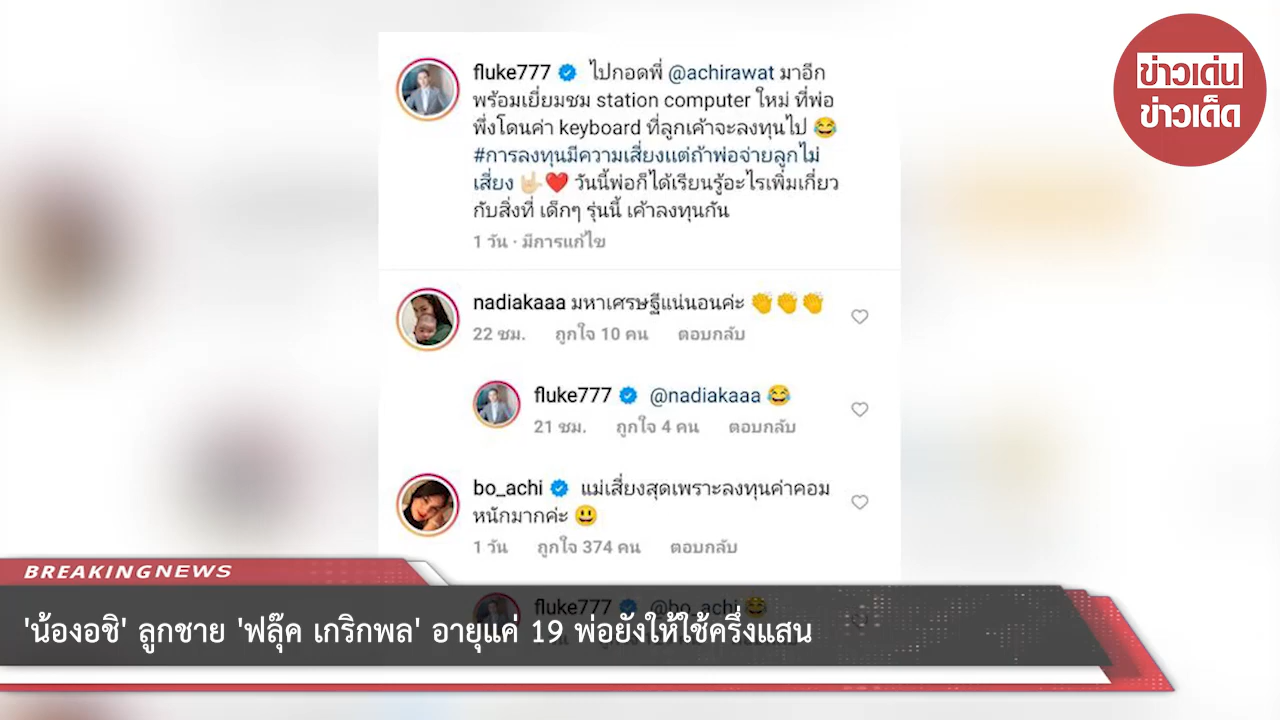 ข่าวเด่น
ข่าวเด็ด
fluke777 ไปกอดพี่ @achirawat มาอีก
พร้อมเยี่ยมชม station computer ใหม่ ที่พ่อ
พึ่งโดนค่า keyboard ที่ลูกเค้าจะลงทุนไป 😂
#การลงทุนมีความเสี่ยงแต่ถ้าพ่อจ่ายลูกไม่
เสี่ยง 🤟🏻❤️ วันนี้พ่อก็ได้เรียนรู้อะไรเพิ่มเกี่ยว
กับสิ่งที่ เด็กๆ รุ่นนี้ เค้าลงทุนกัน
1 วัน · มีการแก้ไข
nadiakaaa มหาเศรษฐีแน่นอนค่ะ 👏👏👏
22 ชม. ถูกใจ 10 คน ตอบกลับ
fluke777 @nadiakaaa 😂
21 ชม. ถูกใจ 4 คน ตอบกลับ
bo_achi แม่เสี่ยงสุดเพราะลงทุนค่าคอม
หนักมากค่ะ 😃
1 วัน ถูกใจ 374 คน ตอบกลับ
BREAKINGNEWS
fluke777 @bo_achi 😂
'น้องอชิ' ลูกชาย 'ฟลุ๊ค เกริกพล' อายุแค่ 19 พ่อยังให้ใช้ครึ่งแสน